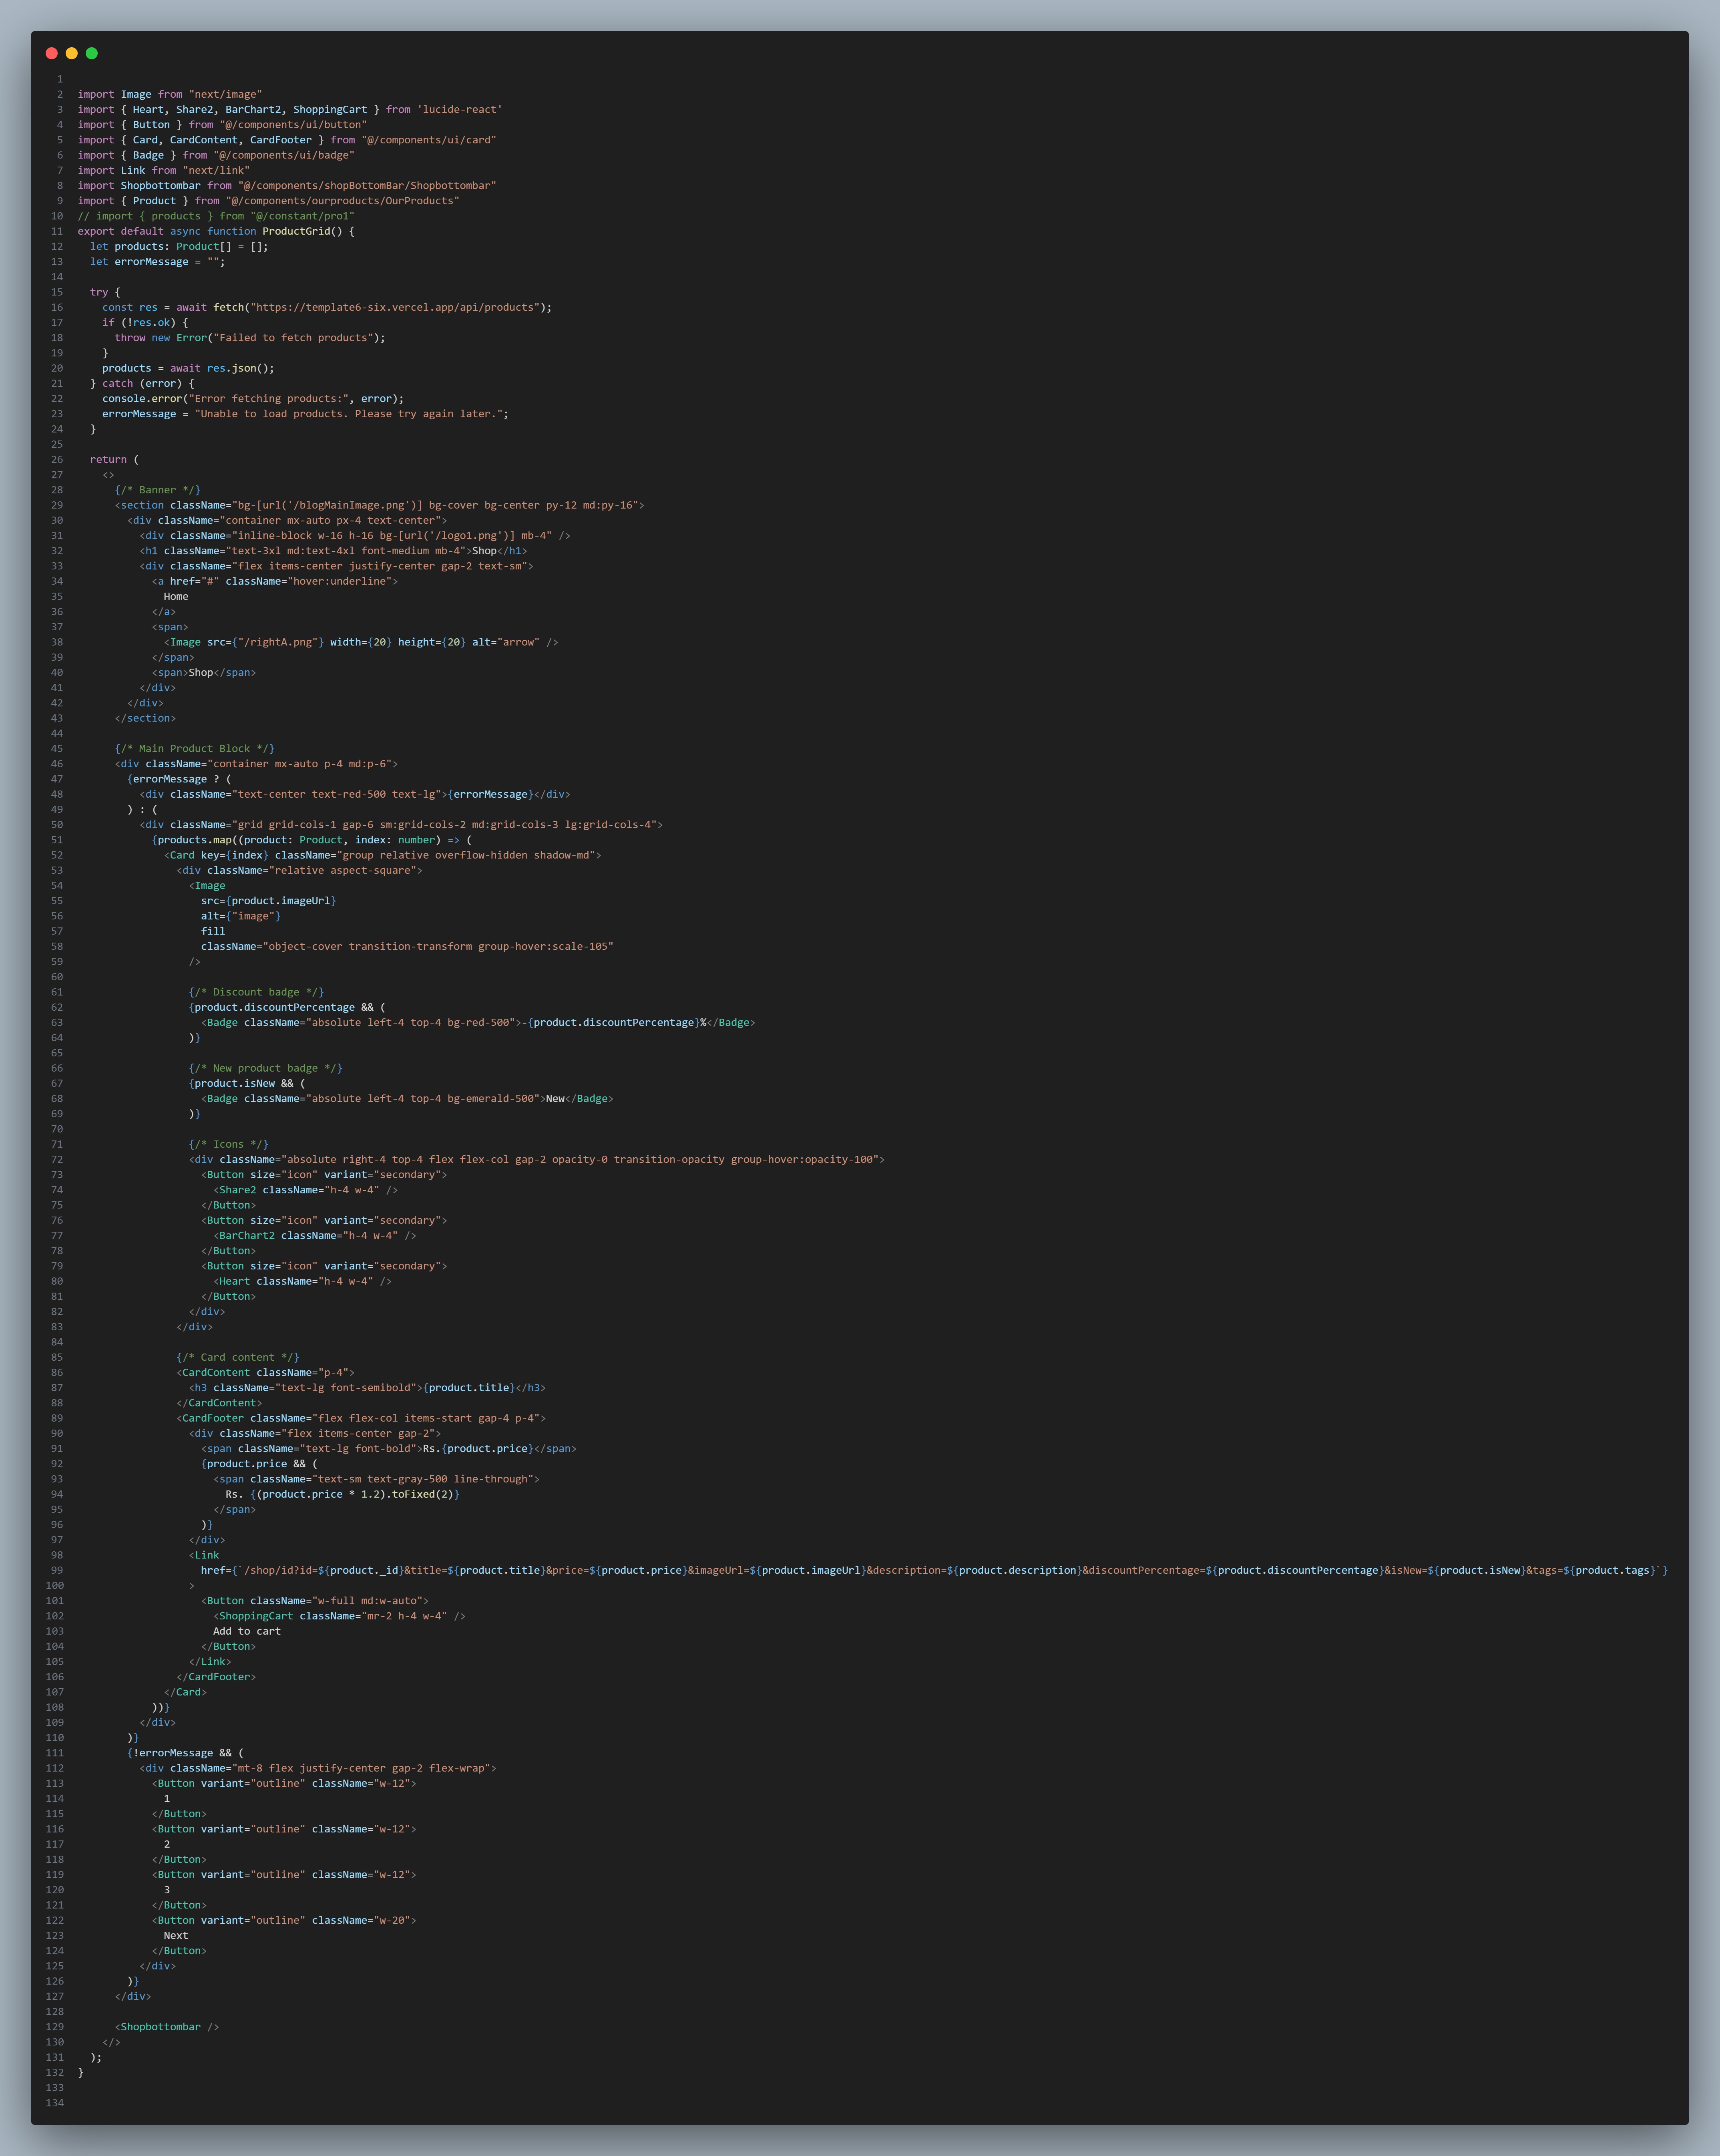 1
2 import Image from "next/image"
3 import { Heart, Share2, BarChart2, ShoppingCart } from 'lucide-react'
4 import { Button } from "@/components/ui/button"
5 import { Card, CardContent, CardFooter } from "@/components/ui/card"
6 import { Badge } from "@/components/ui/badge"
7 import Link from "next/link"
8 import Shopbottombar from "@/components/shopBottomBar/Shopbottombar"
9 import { Product } from "@/components/ourproducts/OurProducts"
10 // import { products } from "@/constant/pro1"
11 export default async function ProductGrid() {
12   let products: Product[] = [];
13   let errorMessage = "";
14
15   try {
16     const res = await fetch("https://template6-six.vercel.app/api/products");
17     if (!res.ok) {
18       throw new Error("Failed to fetch products");
19     }
20     products = await res.json();
21   } catch (error) {
22     console.error("Error fetching products:", error);
23     errorMessage = "Unable to load products. Please try again later.";
24   }
25
26   return (
27     <>
28       {/* Banner */}
29       <section className="bg-[url('/blogMainImage.png')] bg-cover bg-center py-12 md:py-16">
30         <div className="container mx-auto px-4 text-center">
31           <div className="inline-block w-16 h-16 bg-[url('/logo1.png')] mb-4" />
32           <h1 className="text-3xl md:text-4xl font-medium mb-4">Shop</h1>
33           <div className="flex items-center justify-center gap-2 text-sm">
34             <a href="#" className="hover:underline">
35               Home
36             </a>
37             <span>
38               <Image src={"/rightA.png"} width={20} height={20} alt="arrow" />
39             </span>
40             <span>Shop</span>
41           </div>
42         </div>
43       </section>
44
45       {/* Main Product Block */}
46       <div className="container mx-auto p-4 md:p-6">
47         {errorMessage ? (
48           <div className="text-center text-red-500 text-lg">{errorMessage}</div>
49         ) : (
50           <div className="grid grid-cols-1 gap-6 sm:grid-cols-2 md:grid-cols-3 lg:grid-cols-4">
51             {products.map((product: Product, index: number) => (
52               <Card key={index} className="group relative overflow-hidden shadow-md">
53                 <div className="relative aspect-square">
54                   <Image
55                     src={product.imageUrl}
56                     alt={"image"}
57                     fill
58                     className="object-cover transition-transform group-hover:scale-105"
59                   />
60
61                   {/* Discount badge */}
62                   {product.discountPercentage && (
63                     <Badge className="absolute left-4 top-4 bg-red-500">-{product.discountPercentage}%</Badge>
64                   )}
65
66                   {/* New product badge */}
67                   {product.isNew && (
68                     <Badge className="absolute left-4 top-4 bg-emerald-500">New</Badge>
69                   )}
70
71                   {/* Icons */}
72                   <div className="absolute right-4 top-4 flex flex-col gap-2 opacity-0 transition-opacity group-hover:opacity-100">
73                     <Button size="icon" variant="secondary">
74                       <Share2 className="h-4 w-4" />
75                     </Button>
76                     <Button size="icon" variant="secondary">
77                       <BarChart2 className="h-4 w-4" />
78                     </Button>
79                     <Button size="icon" variant="secondary">
80                       <Heart className="h-4 w-4" />
81                     </Button>
82                   </div>
83                 </div>
84
85                 {/* Card content */}
86                 <CardContent className="p-4">
87                   <h3 className="text-lg font-semibold">{product.title}</h3>
88                 </CardContent>
89                 <CardFooter className="flex flex-col items-start gap-4 p-4">
90                   <div className="flex items-center gap-2">
91                     <span className="text-lg font-bold">Rs.{product.price}</span>
92                     {product.price && (
93                       <span className="text-sm text-gray-500 line-through">
94                         Rs. {(product.price * 1.2).toFixed(2)}
95                       </span>
96                     )}
97                   </div>
98                   <Link
99                     href={`/shop/id?id=${product._id}&title=${product.title}&price=${product.price}&imageUrl=${product.imageUrl}&description=${product.description}&discountPercentage=${product.discountPercentage}&isNew=${product.isNew}&tags=${product.tags}`}
100                   >
101                     <Button className="w-full md:w-auto">
102                       <ShoppingCart className="mr-2 h-4 w-4" />
103                       Add to cart
104                     </Button>
105                   </Link>
106                 </CardFooter>
107               </Card>
108             ))}
109           </div>
110         )}
111         {!errorMessage && (
112           <div className="mt-8 flex justify-center gap-2 flex-wrap">
113             <Button variant="outline" className="w-12">
114               1
115             </Button>
116             <Button variant="outline" className="w-12">
117               2
118             </Button>
119             <Button variant="outline" className="w-12">
120               3
121             </Button>
122             <Button variant="outline" className="w-20">
123               Next
124             </Button>
125           </div>
126         )}
127       </div>
128
129       <Shopbottombar />
130     </>
131   );
132 }
133
134